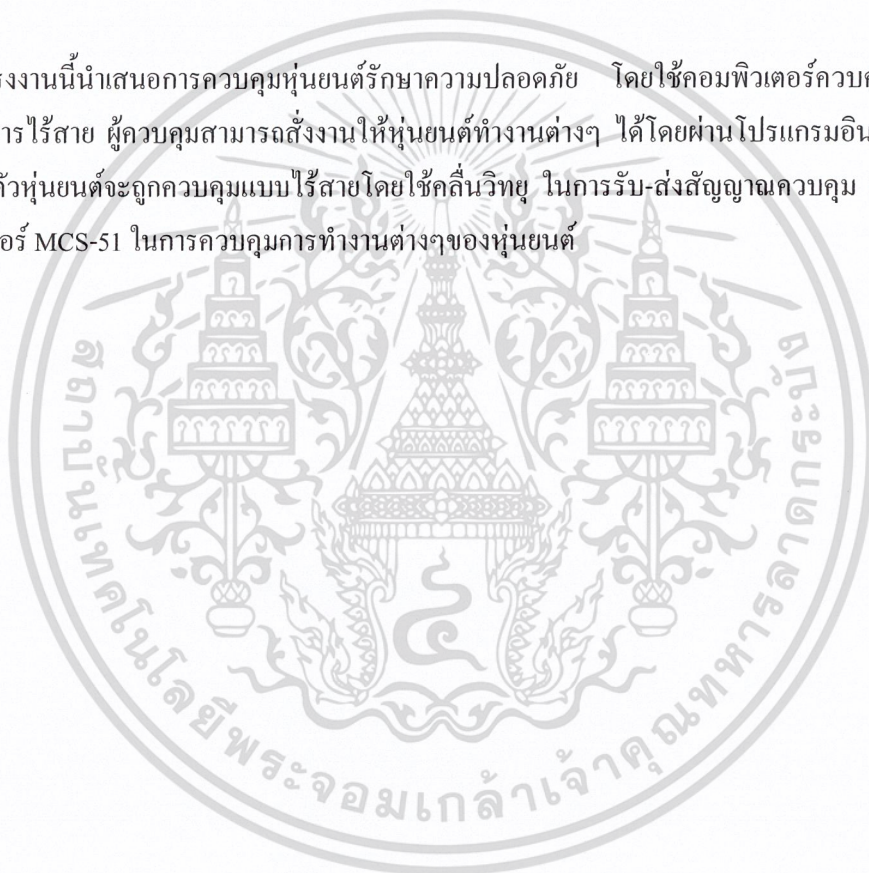 รงงานนี้นำเสนอการควบคุมหุ่นยนต์รักษาความปลอดภัย โดยใช้คอมพิวเตอร์ควบค
การไร้สาย ผู้ควบคุมสามารถสั่งงานให้หุ่นยนต์ทำงานต่างๆ ได้โดยผ่านโปรแกรมอิน
ตัวหุ่นยนต์จะถูกควบคุมแบบไร้สายโดยใช้คลื่นวิทยุ ในการรับ-ส่งสัญญาณควบคุม
อร์ MCS-51 ในการควบคุมการทำงานต่างๆของหุ่นยนต์
สถาบันเทคโนโลยีพระจอมเกล้าเจ้าคุณทหารลาดกระบัง